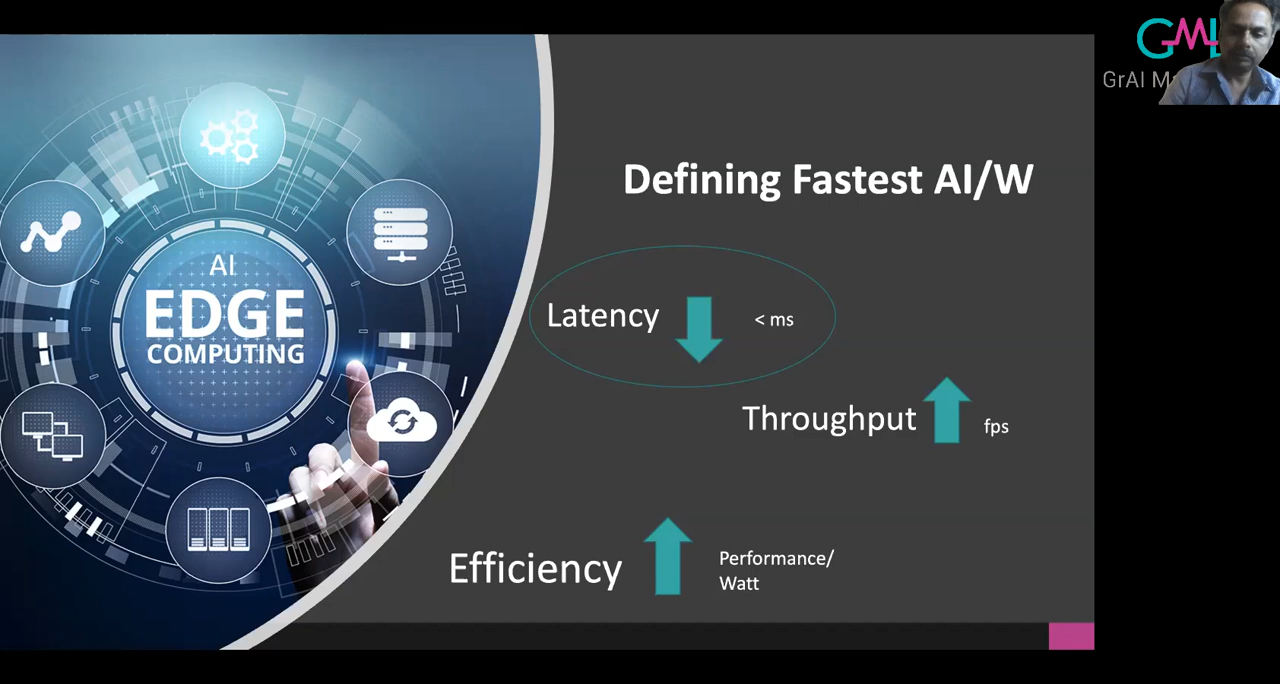 GML
GrAI
Defining Fastest AI/W
AI
EDGE
COMPUTING
Latency
< ms
Throughput
fps
Efficiency
Performance/
Watt